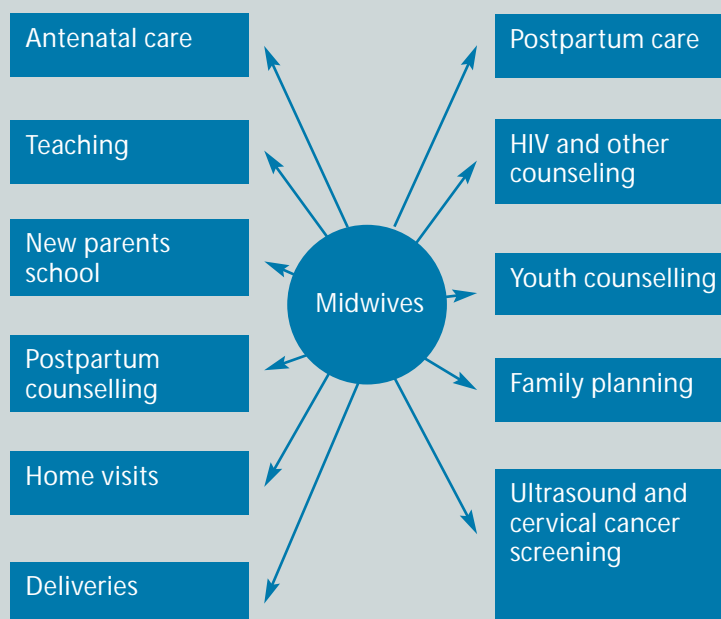 Antenatal care
Teaching
New parents
school
Postpartum
counselling
Home visits
Deliveries
Midwives
Postpartum care
HIV and other
counseling
Youth counselling
Family planning
Ultrasound and
cervical cancer
screening